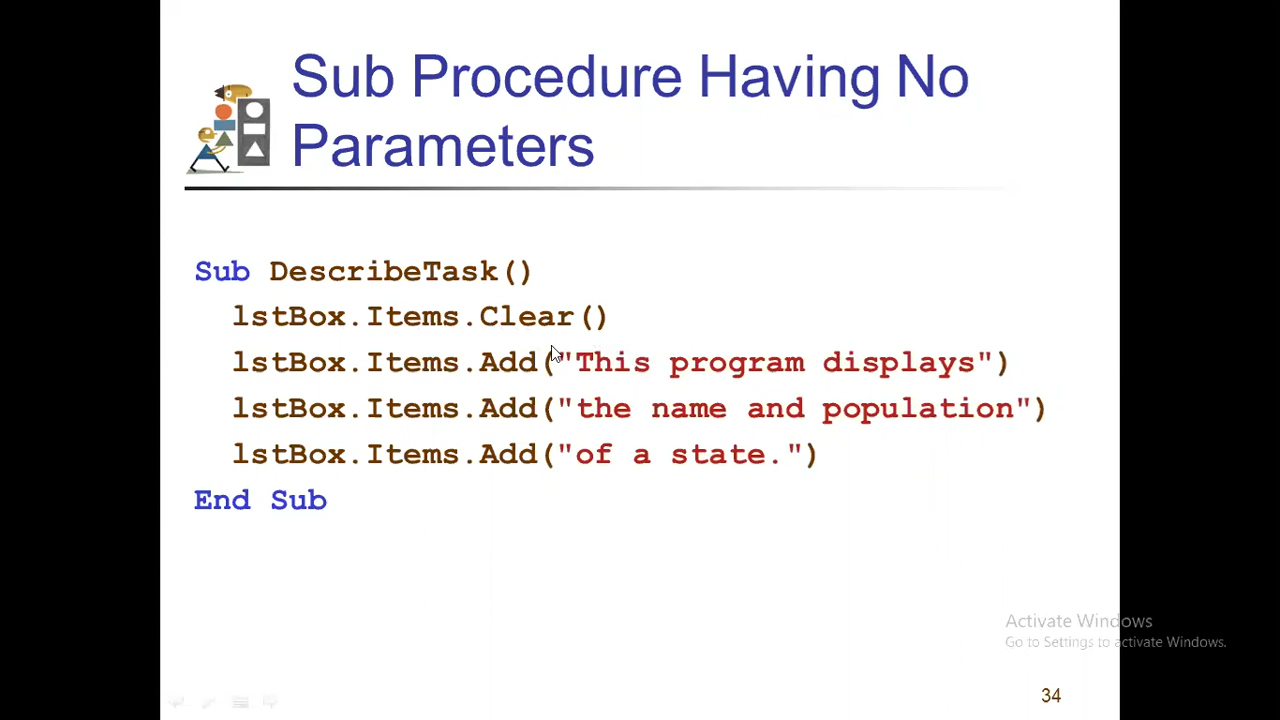 Sub Procedure Having No
Parameters
Sub DescribeTask()
lstBox.Items.Clear()
lstBox.Items.Add("This program displays")
lstBox.Items.Add("the name and population")
lstBox.Items.Add("of a state.")
End Sub
Activate Windows
Go to Settings to activate Windows.
34